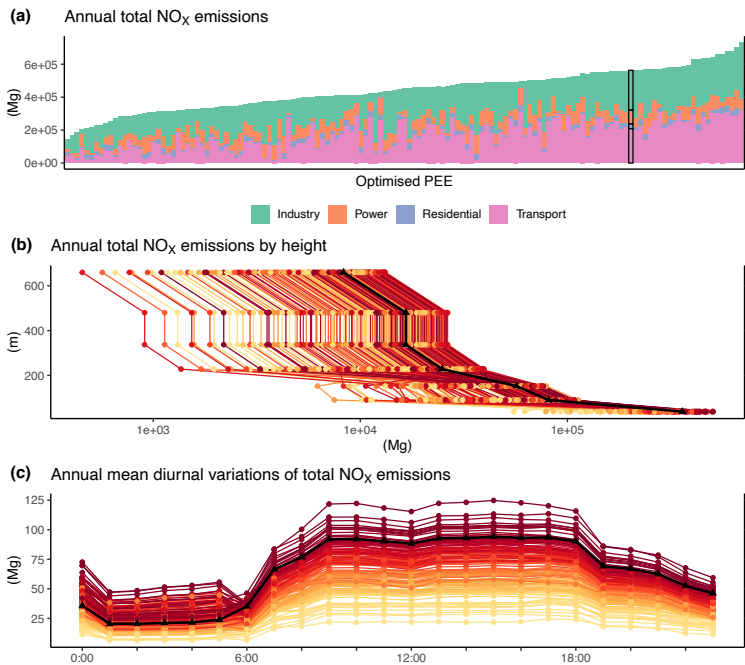 (a) Annual total NOX emissions
6e+05
4e+05
2e+05
0e+00
(Mg)
Optimised PEE
Industry Power Residential Transport
(b) Annual total NOX emissions by height
600
400
200
(m)
1e+03 1e+04 1e+05
(Mg)
(c) Annual mean diurnal variations of total NOX emissions
125
100
75
50
25
(Mg)
0:00 6:00 12:00 18:00